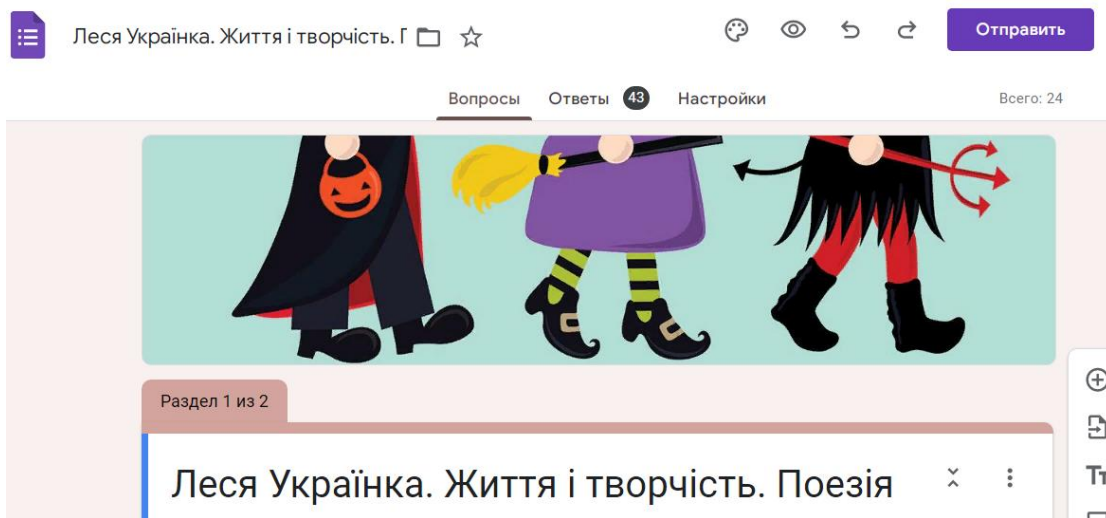 Леся Українка. Життя і творчість. Г
Отправить
Вопросы Ответы 43 Настройки
Всего: 24
Раздел 1 из 2
Леся Українка. Життя і творчість. Поезія
Тт